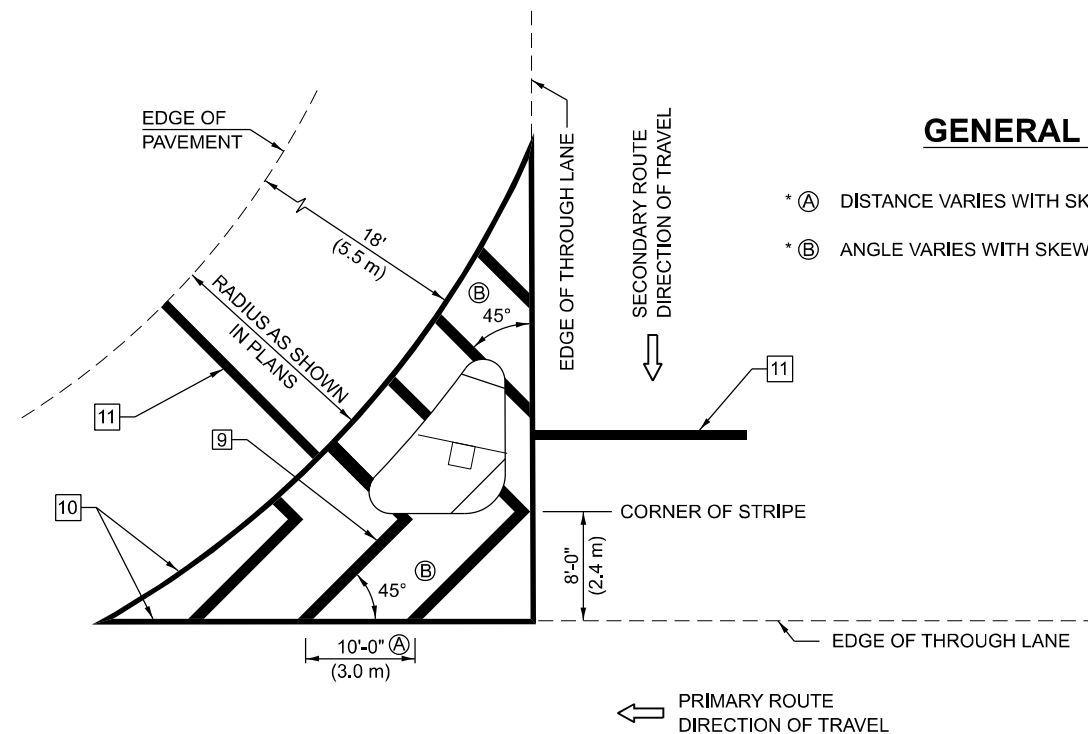 EDGE OF
PAVEMENT
18'
(5.5 m)
RADIUS AS SHOWN
IN PLANS
11
9
10
Ⓑ
45°
EDGE OF THROUGH LANE
SECONDARY ROUTE
DIRECTION OF TRAVEL
GENERAL
* Ⓐ DISTANCE VARIES WITH SK
* Ⓑ ANGLE VARIES WITH SKEW
11
CORNER OF STRIPE
8'-0"
(2.4 m)
45°
Ⓑ
10'-0" Ⓐ
(3.0 m)
EDGE OF THROUGH LANE
PRIMARY ROUTE
DIRECTION OF TRAVEL